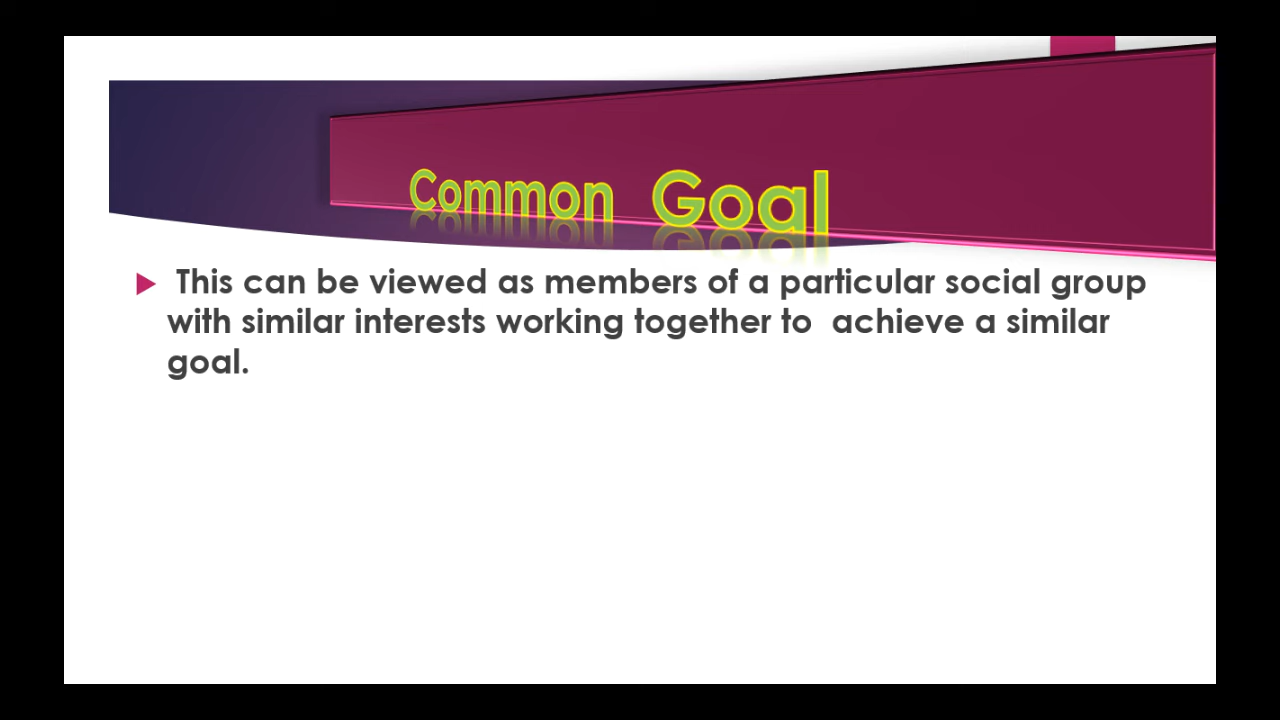 Common Goal
This can be viewed as members of a particular social group
with similar interests working together to achieve a similar
goal.